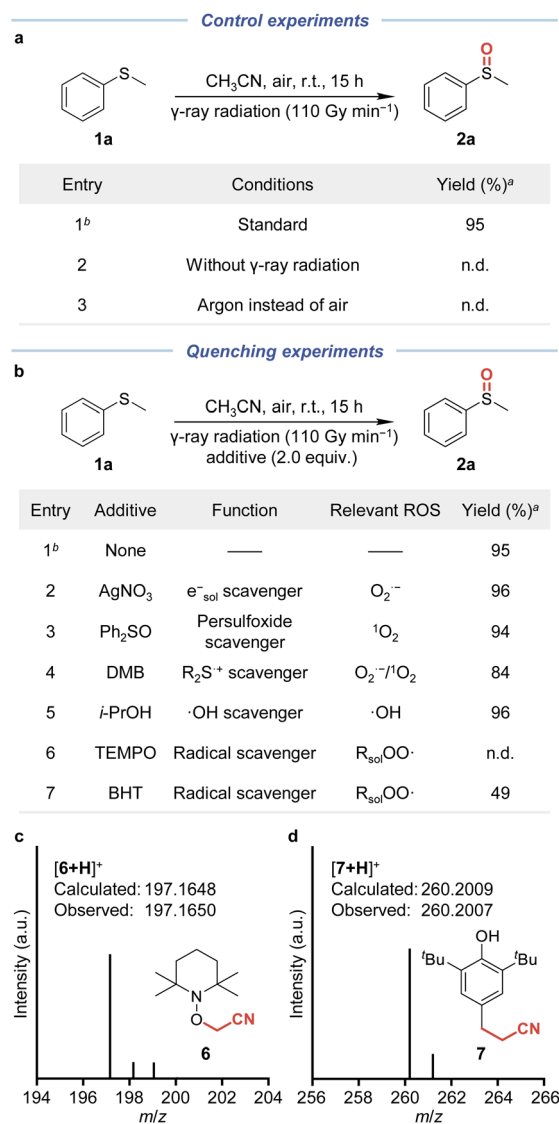 Control experiments
a
S
CH₃CN, air, r.t., 15 h
γ-ray radiation (110 Gy min⁻¹)
O
S
1a
2a
Entry Conditions Yield (%)ᵃ
1ᵇ Standard 95
2 Without γ-ray radiation n.d.
3 Argon instead of air n.d.
Quenching experiments
b
S
CH₃CN, air, r.t., 15 h
γ-ray radiation (110 Gy min⁻¹)
additive (2.0 equiv.)
O
S
1a
2a
Entry Additive Function Relevant ROS Yield (%)ᵃ
1ᵇ None —— —— 95
2 AgNO₃ e⁻sol scavenger O₂·⁻ 96
3 Ph₂SO Persulfoxide scavenger ¹O₂ 94
4 DMB R₂S·⁺ scavenger O₂·⁻/¹O₂ 84
5 i-PrOH ·OH scavenger ·OH 96
6 TEMPO Radical scavenger RsolOO· n.d.
7 BHT Radical scavenger RsolOO· 49
c
[6+H]⁺
Calculated: 197.1648
Observed: 197.1650
N
O
CN
6
Intensity (a.u.)
194 196 198 200 202 204
m/z
d
[7+H]⁺
Calculated: 260.2009
Observed: 260.2007
OH
ᵗBu
ᵗBu
CN
7
Intensity (a.u.)
256 258 260 262 264 266
m/z